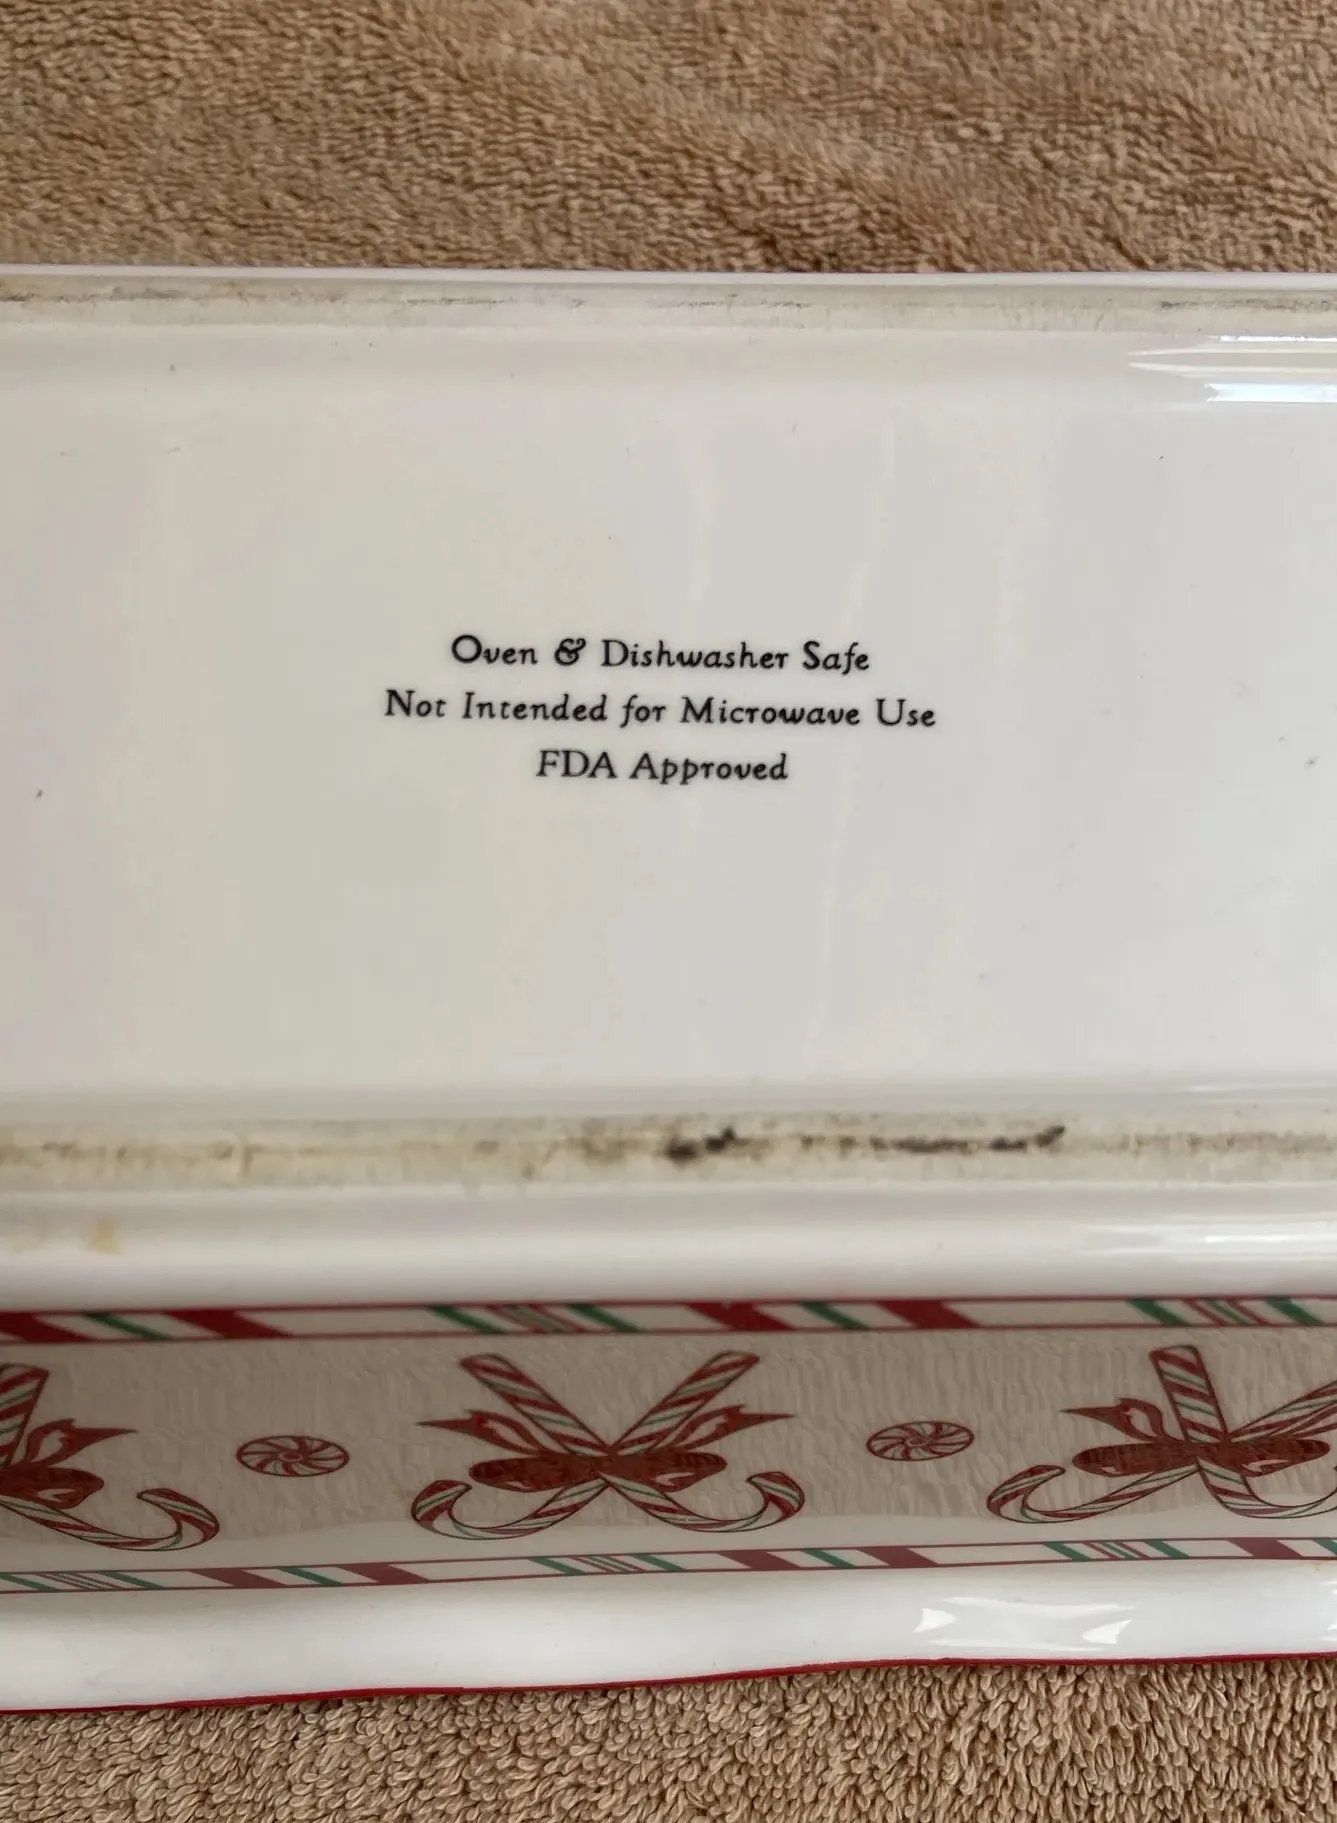 Oven & Dishwasher Safe
Not Intended for Microwave Use
FDA Approved